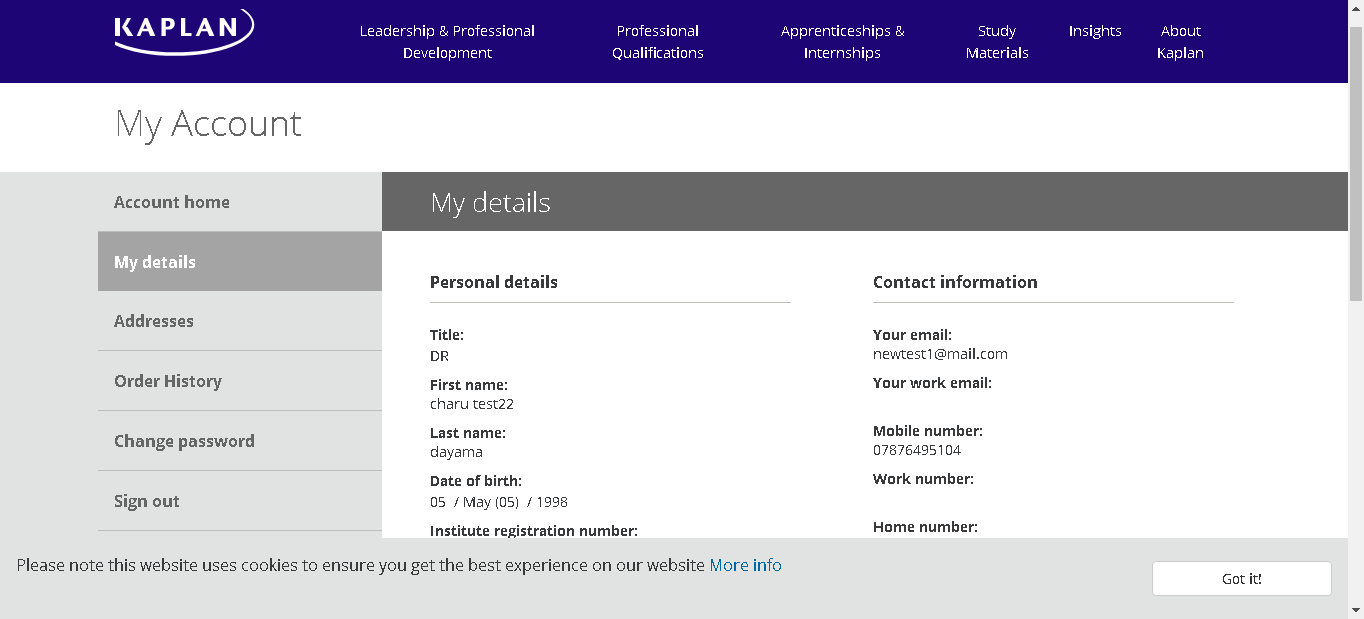 KAPLAN
Leadership & Professional
Development
Professional
Qualifications
Apprenticeships &
Internships
Study
Materials
Insights
About
Kaplan
My Account
Account home
My details
Addresses
Order History
Change password
Sign out
My details
Personal details
Title:
DR
First name:
charu test22
Last name:
dayama
Date of birth:
05 / May (05) / 1998
Institute registration number:
Contact information
Your email:
newtest1@mail.com
Your work email:
Mobile number:
07876495104
Work number:
Home number:
Please note this website uses cookies to ensure you get the best experience on our website More info
Got it!